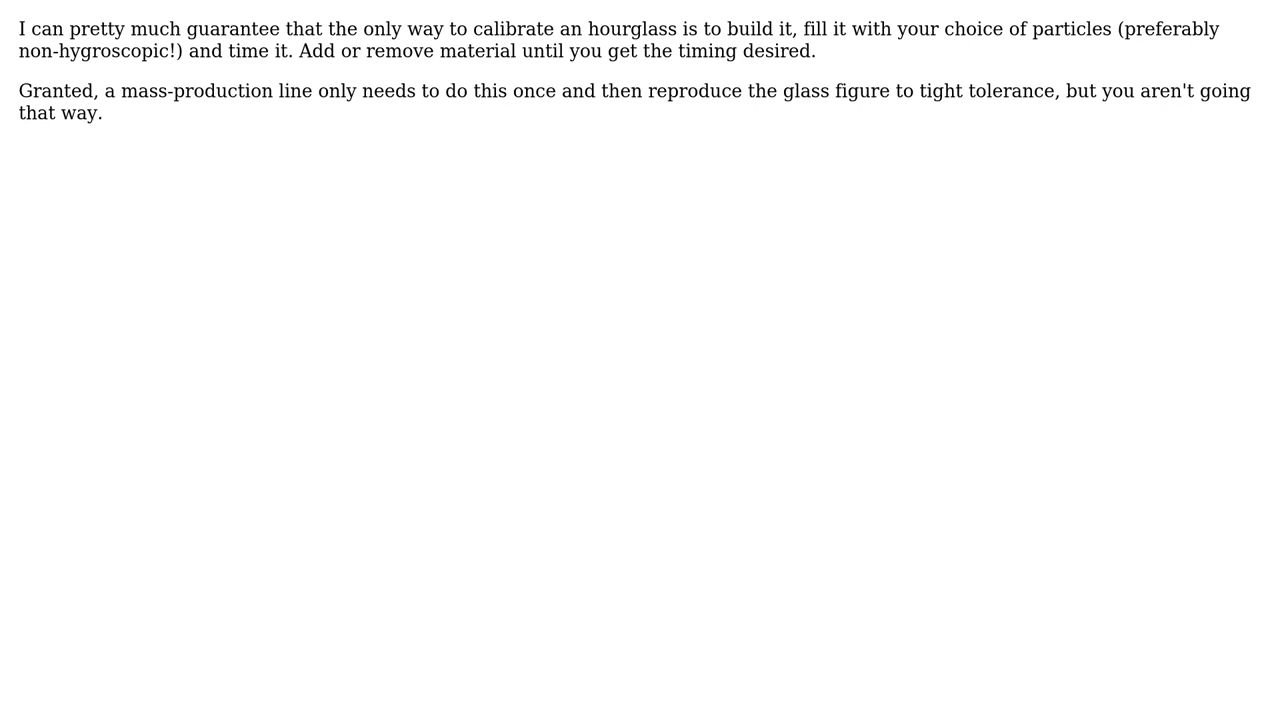 I can pretty much guarantee that the only way to calibrate an hourglass is to build it, fill it with your choice of particles (preferably
non-hygroscopic!) and time it. Add or remove material until you get the timing desired.
Granted, a mass-production line only needs to do this once and then reproduce the glass figure to tight tolerance, but you aren't going
that way.